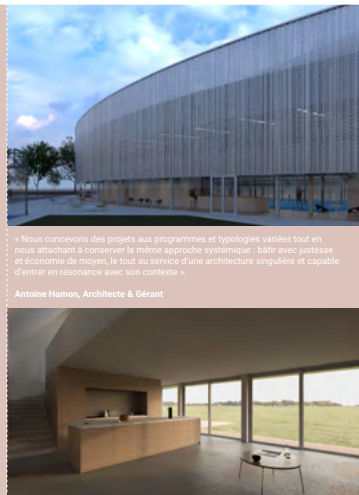 « Nous concevons des projets aux programmes et typologies variées tout en
nous attachant à conserver la même approche systémique : bâtir avec justesse
et économie de moyen, le tout au service d'une architecture singulière et capable
d'entrer en résonance avec son contexte ».
Antoine Hamon, Architecte & Gérant